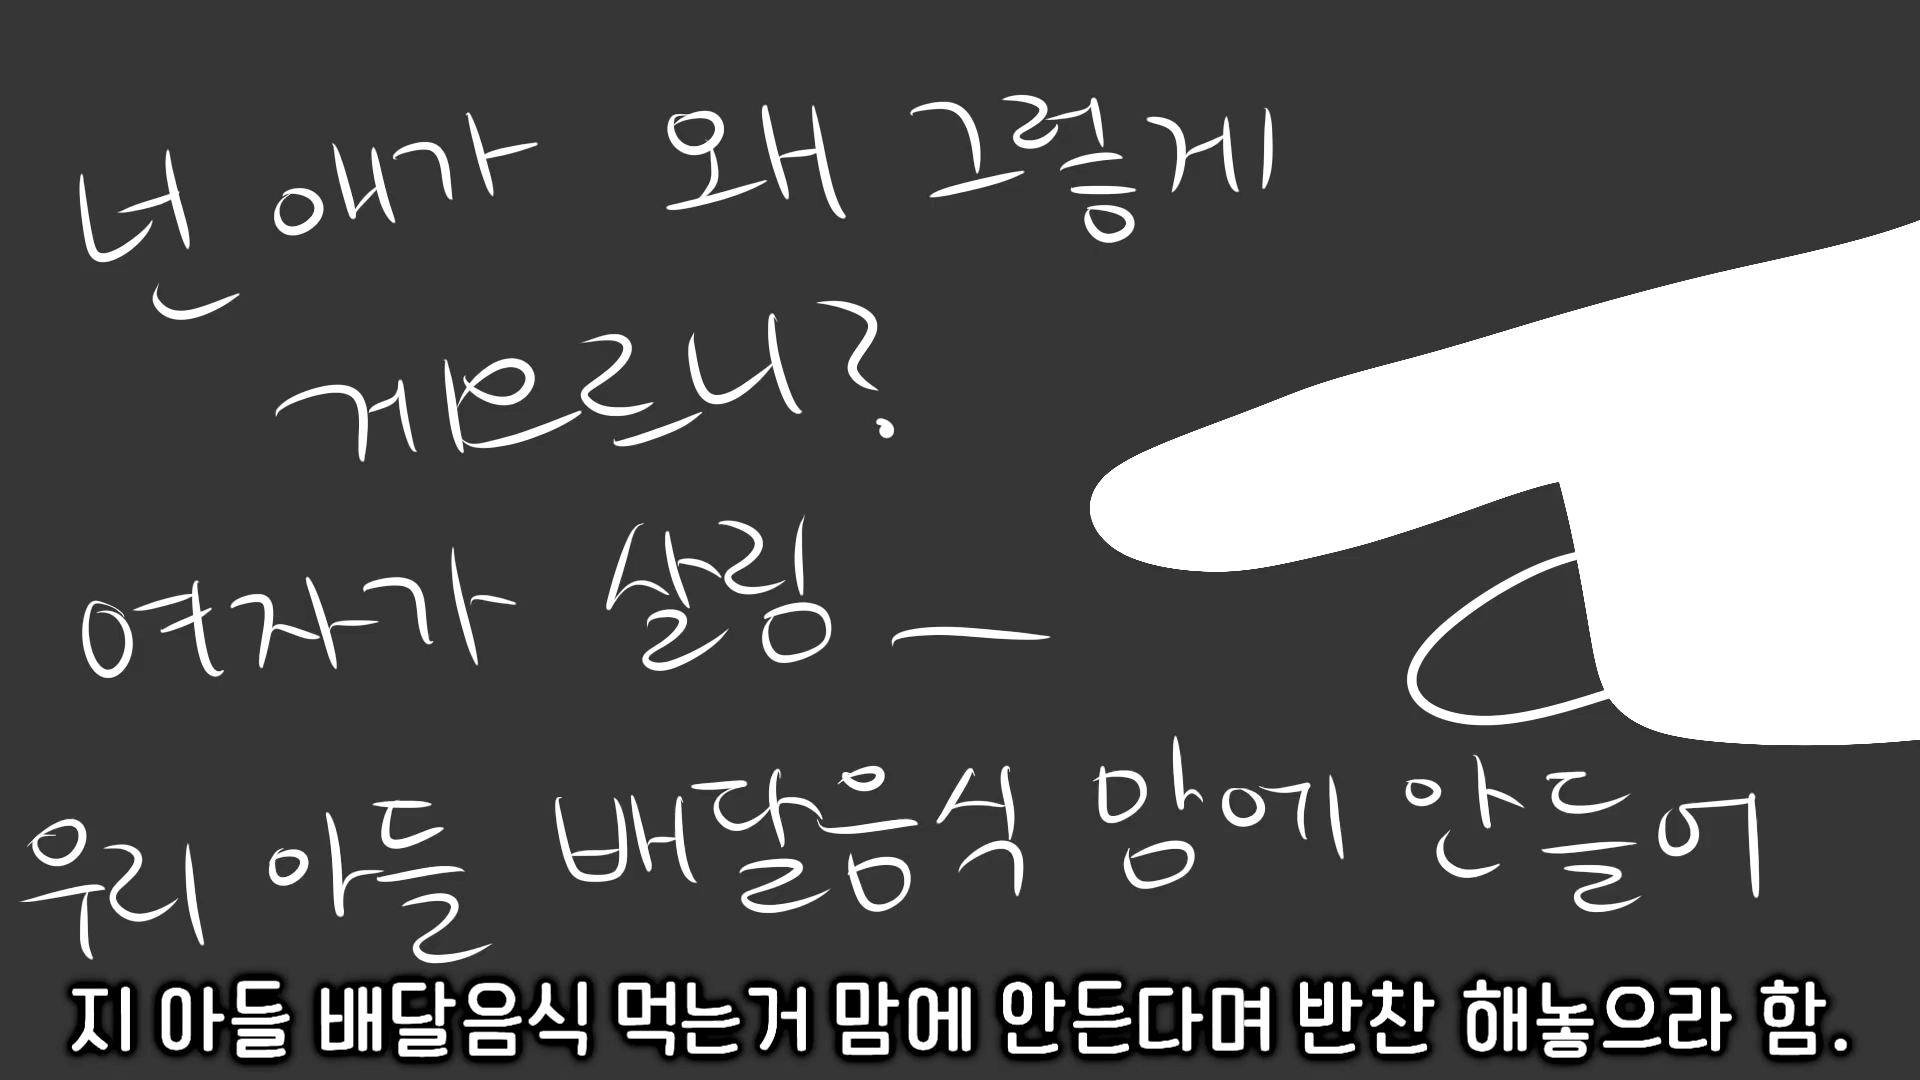 넌 애가 왜 그렇게
게으르니?
여자가 살림 —
우리 아들 배달음식 맘에 안들어
지 아들 배달음식 먹는거 맘에 안든다며 반찬 해놓으라 함.